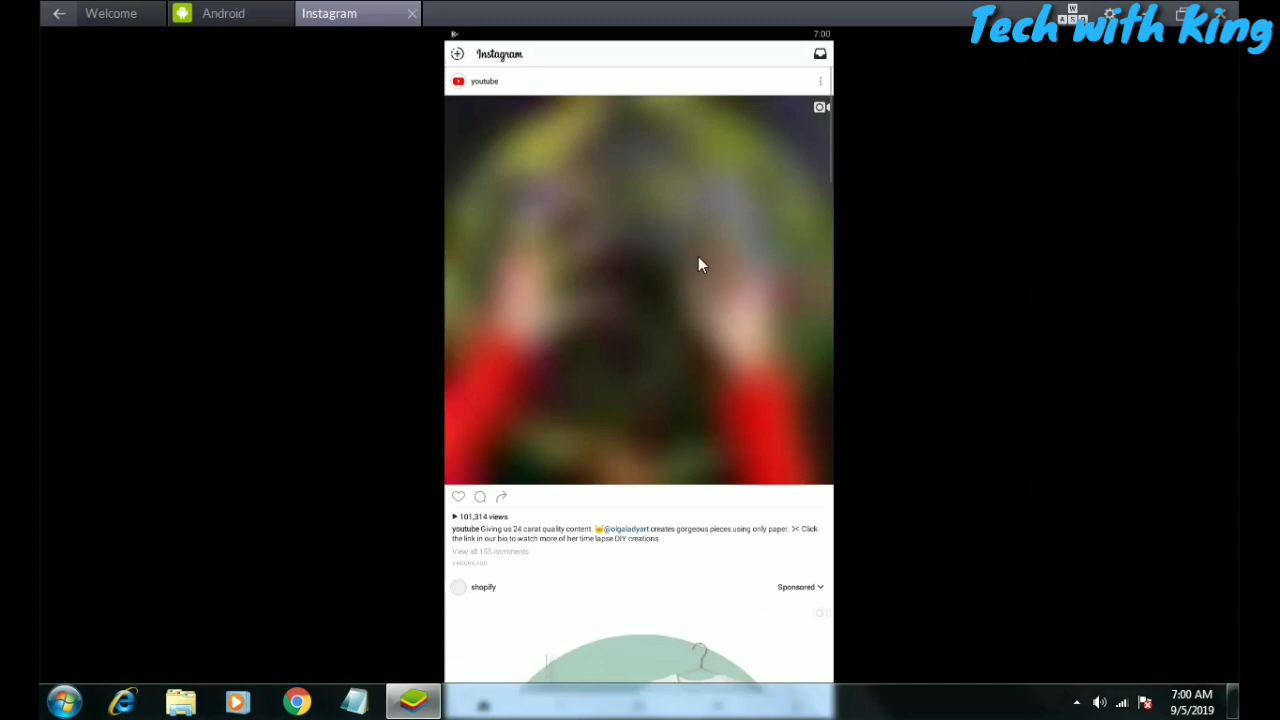 Welcome
Android
Instagram
Tech with King
7:00
Instagram
youtube
101,314 views
youtube Giving us 24 carat quality content. @olgaladyart creates gorgeous pieces using only paper. Click
the link in our bio to watch more of her time lapse DIY creations
View all 155 comments
shopify
Sponsored
7:00 AM
9/5/2019